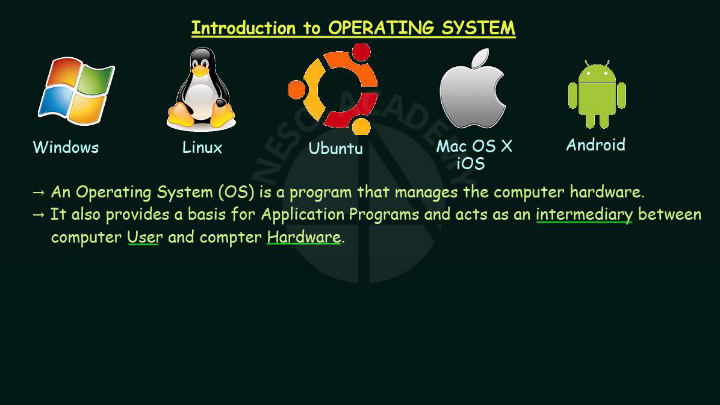 Introduction to OPERATING SYSTEM
Windows
Linux
Ubuntu
Mac OS X
iOS
Android
→ An Operating System (OS) is a program that manages the computer hardware.
→ It also provides a basis for Application Programs and acts as an intermediary between
computer User and compter Hardware.
NESO ACADEMY